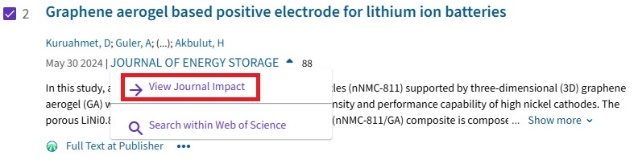 2 Graphene aerogel based positive electrode for lithium ion batteries
Kuruahmet, D; Guler, A; (...); Akbulut, H
May 30 2024 | JOURNAL OF ENERGY STORAGE 88
View Journal Impact
Search within Web of Science
In this study, a les (nNMC-811) supported by three-dimensional (3D) graphene
aerogel (GA) w nsity and performance capability of high nickel cathodes. The
porous LiNi0.8 (nNMC-811/GA) composite is compose ... Show more
Full Text at Publisher •••